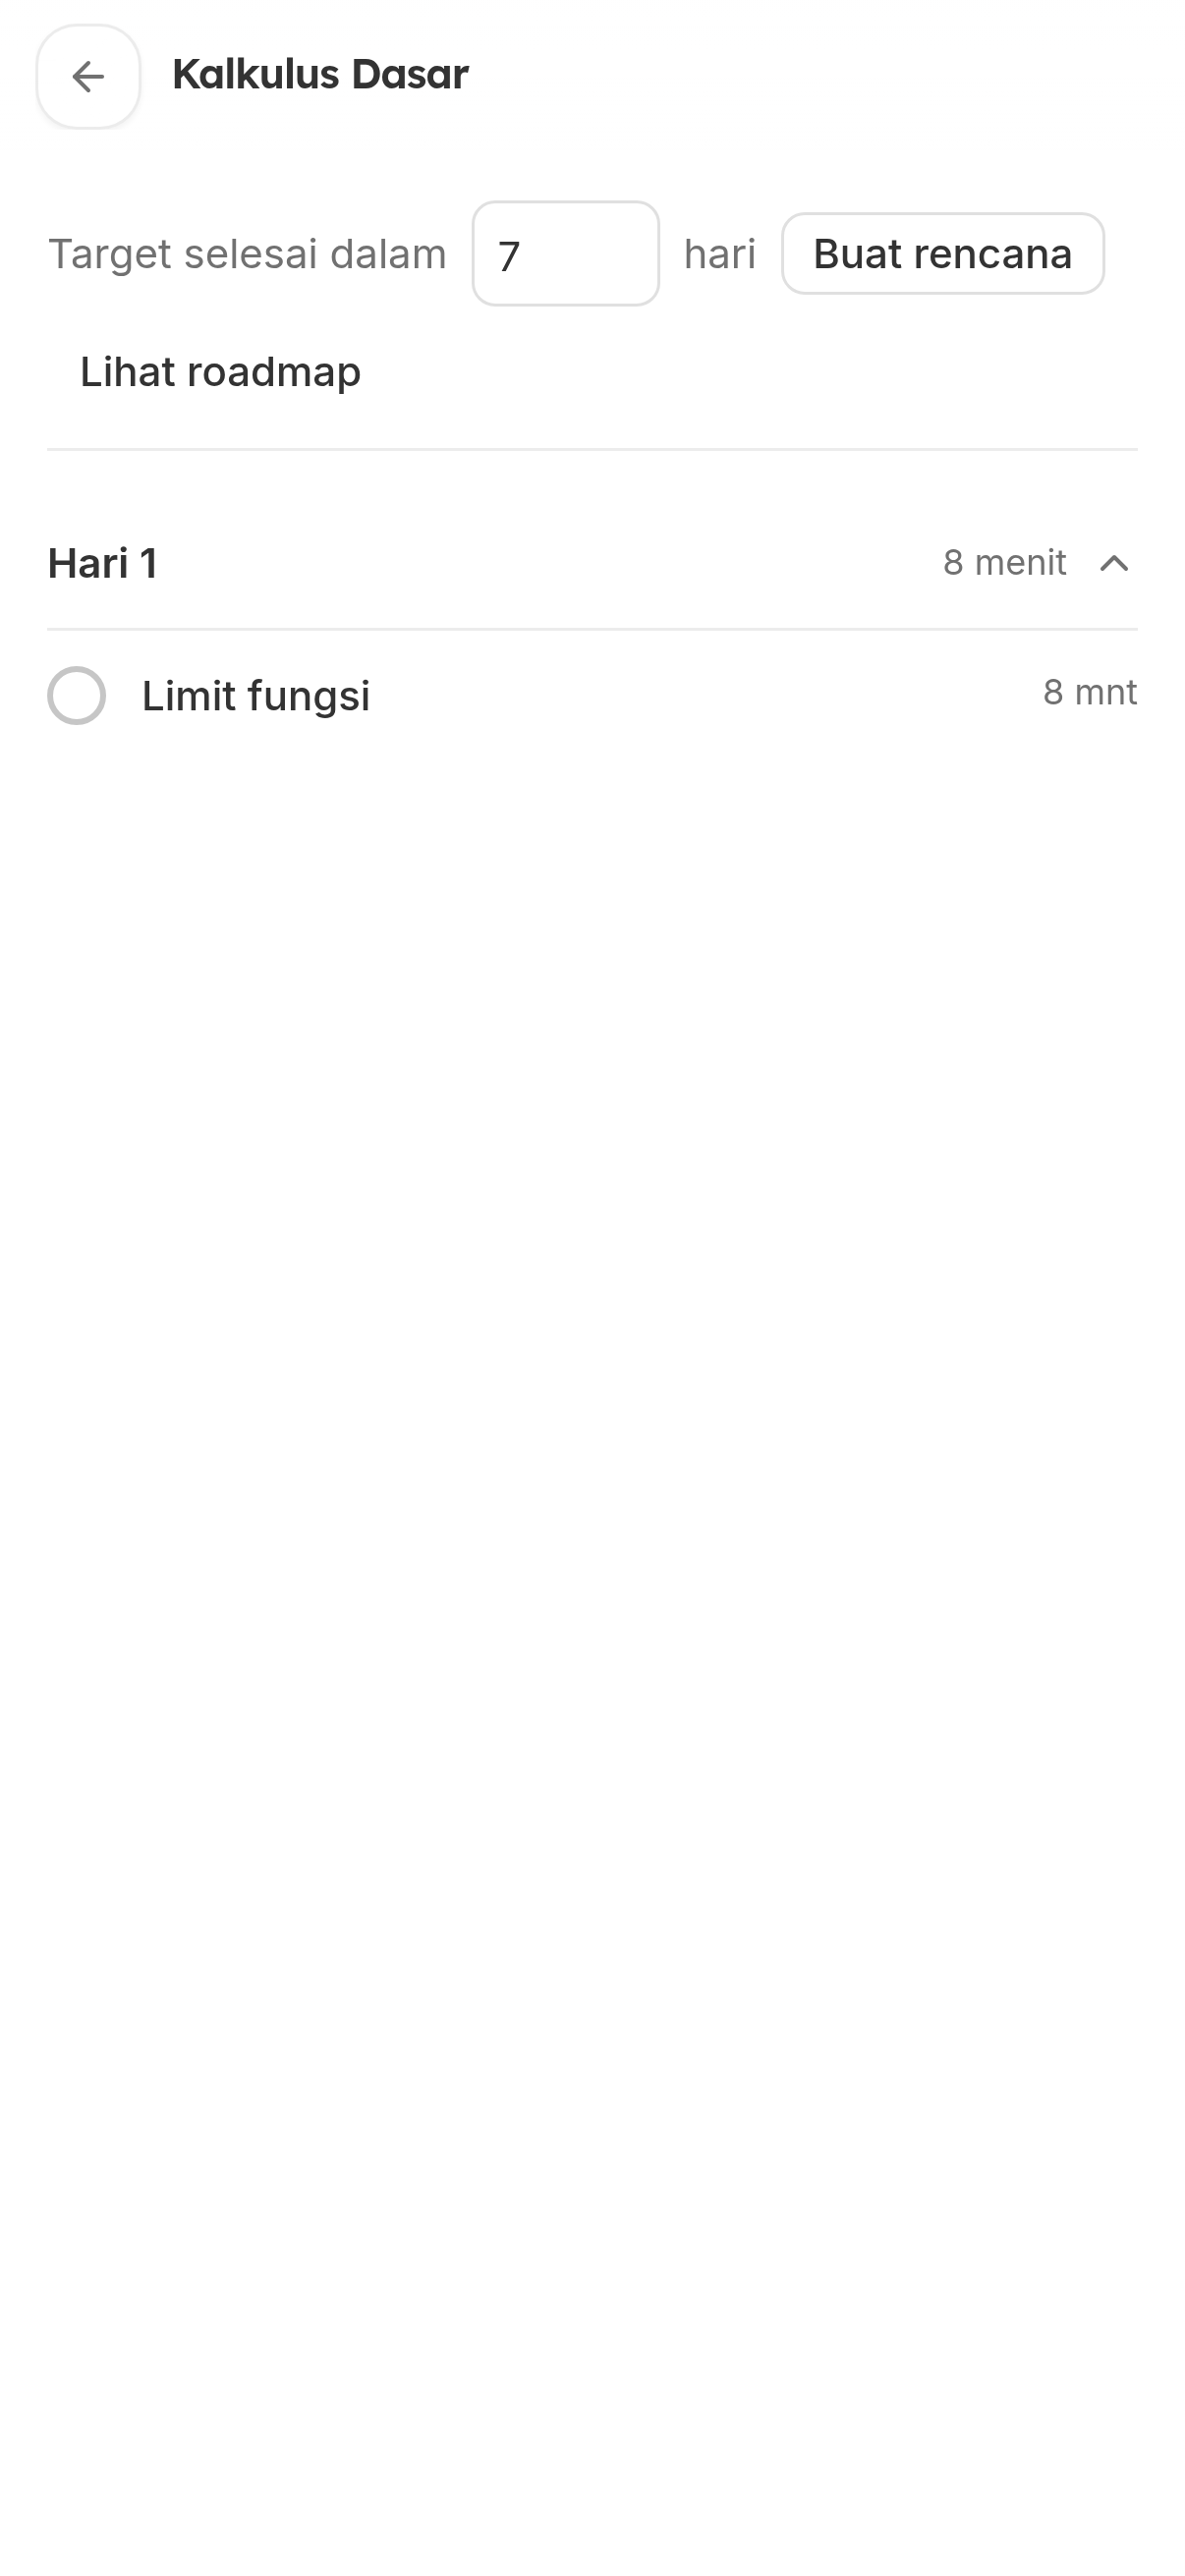 Kalkulus Dasar
Target selesai dalam 7 hari Buat rencana
Lihat roadmap
Hari 1 8 menit
Limit fungsi 8 mnt